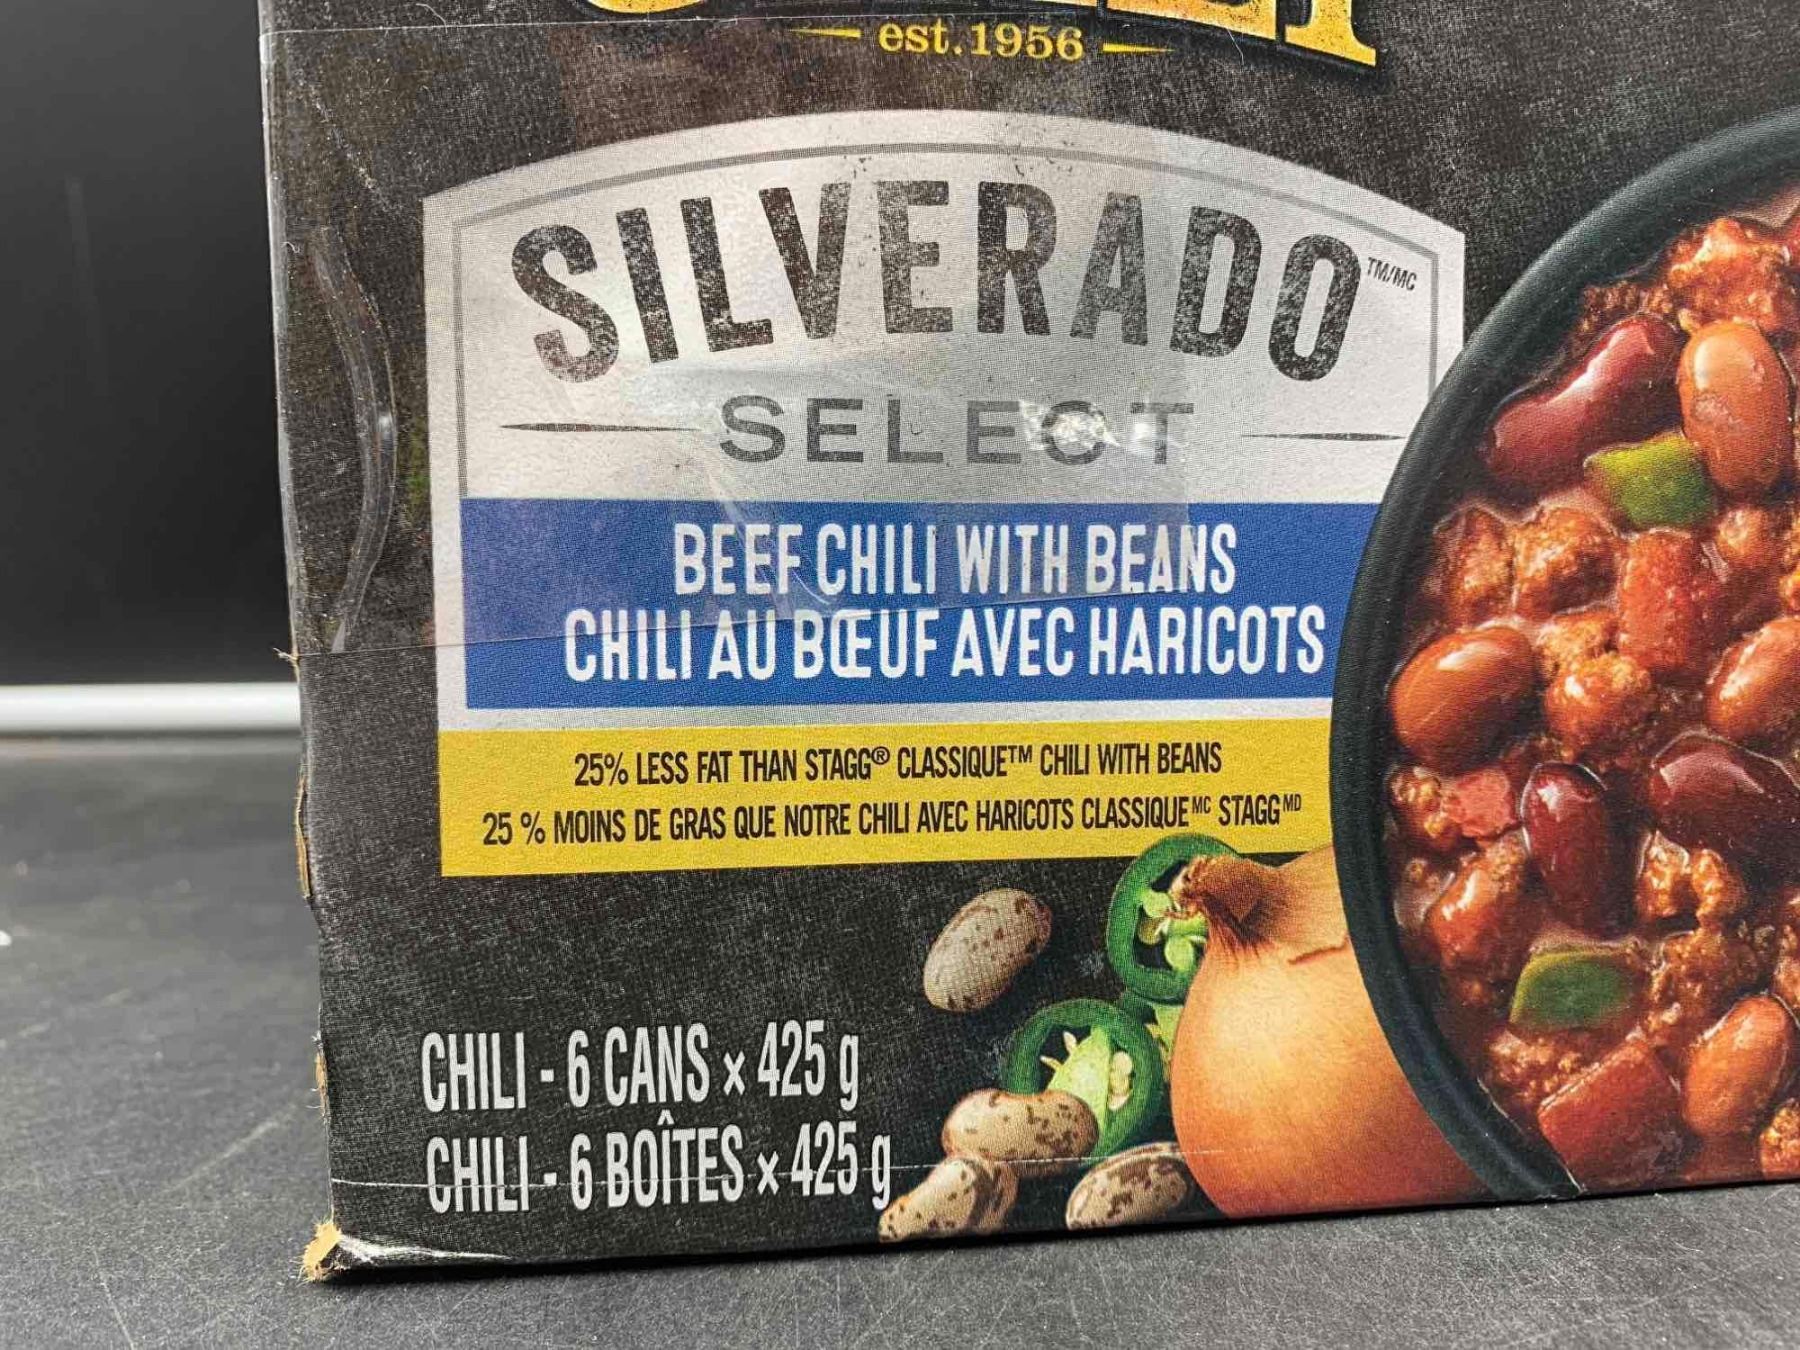 est.1956
SILVERADO™/MC
SELECT
BEEF CHILI WITH BEANS
CHILI AU BŒUF AVEC HARICOTS
25% LESS FAT THAN STAGG® CLASSIQUE™ CHILI WITH BEANS
25 % MOINS DE GRAS QUE NOTRE CHILI AVEC HARICOTS CLASSIQUE MC STAGG MD
CHILI - 6 CANS × 425 g
CHILI - 6 BOÎTES × 425 g